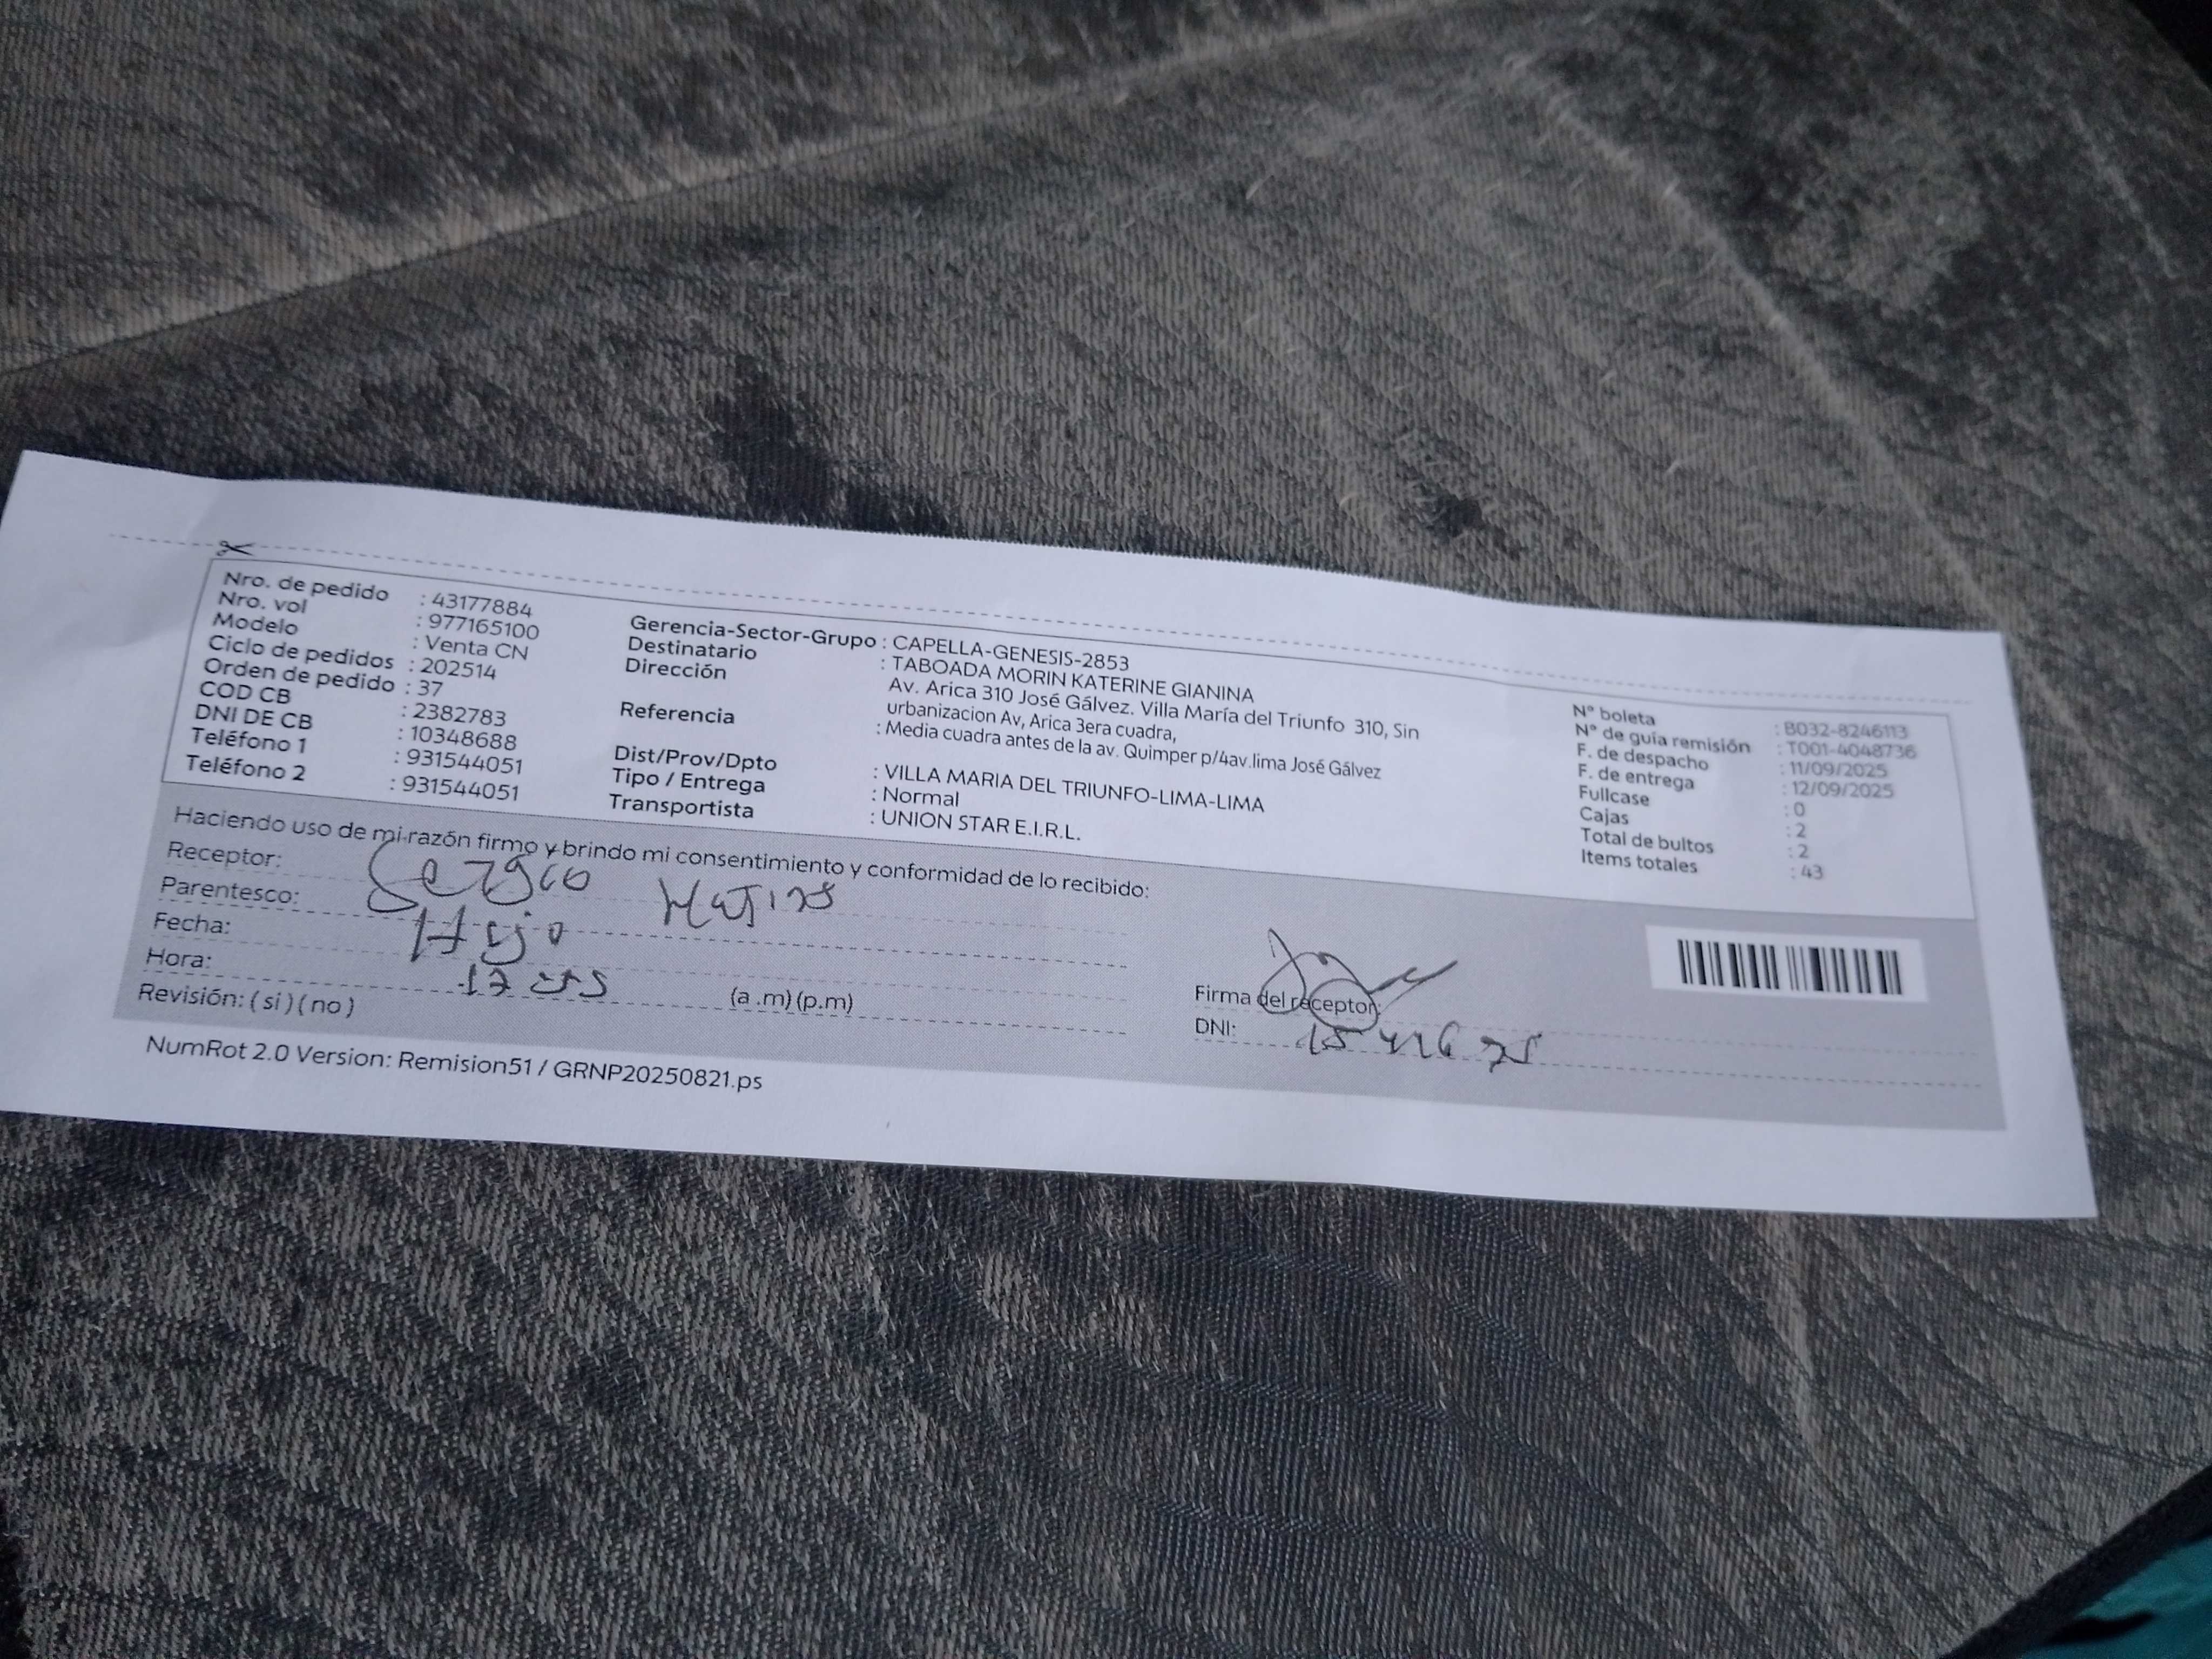 Nro. de pedido : 43177884
Nro. vol : 977165100
Modelo : Venta CN
Ciclo de pedidos : 202514
Orden de pedido : 37
COD CB : 2382783
DNI DE CB : 10348688
Teléfono 1 : 931544051
Teléfono 2 : 931544051
Gerencia-Sector-Grupo : CAPELLA-GENESIS-2853
Destinatario : TABOADA MORIN KATERINE GIANINA
Dirección Av. Arica 310 José Gálvez. Villa María del Triunfo 310, Sin
urbanizacion Av, Arica 3era cuadra,
Referencia : Media cuadra antes de la av. Quimper p/4av.lima José Gálvez
Dist/Prov/Dpto : VILLA MARIA DEL TRIUNFO-LIMA-LIMA
Tipo / Entrega : Normal
Transportista : UNION STAR E.I.R.L.
N° boleta : B032-8246113
N° de guía remisión : T001-4048736
F. de despacho : 11/09/2025
F. de entrega : 12/09/2025
Fullcase : 0
Cajas : 2
Total de bultos : 2
Items totales : 43
Haciendo uso de mi razón firmo y brindo mi consentimiento y conformidad de lo recibido:
Receptor: Sergio
Parentesco: Hijo
Fecha:
Hora: (a .m) (p.m)
Revisión: ( si ) ( no )
Firma del receptor:
DNI:
NumRot 2.0 Version: Remision51 / GRNP20250821.ps